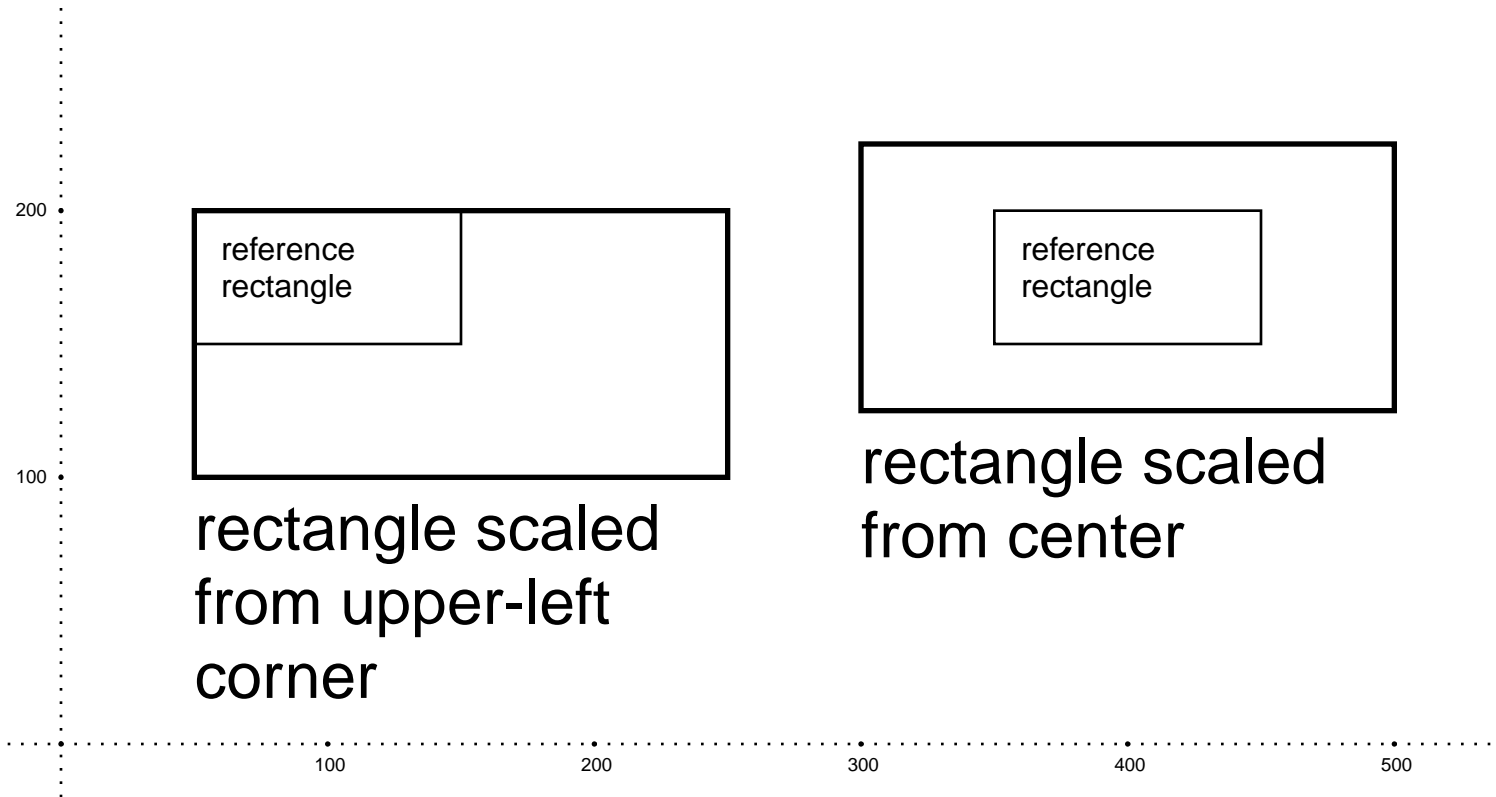 200
100
reference
rectangle
rectangle scaled
from upper-left
corner
reference
rectangle
rectangle scaled
from center
100
200
300
400
500